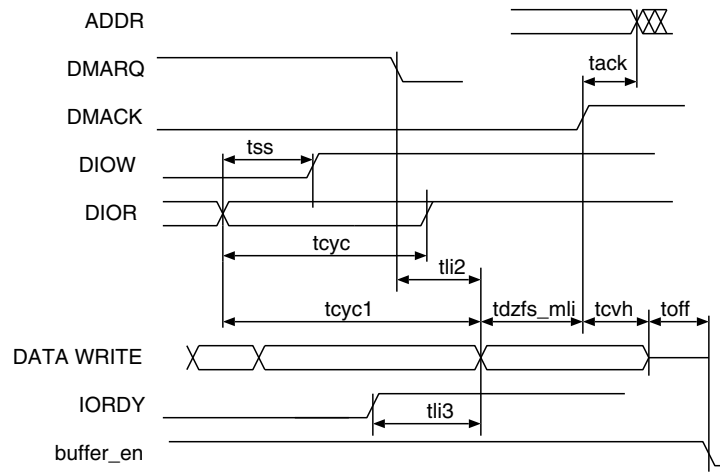 ADDR
DMARQ
tack
DMACK
DIOW
tss
DIOR
tcyc
tli2
tcyc1
tdzfs_mli
tcvh
toff
DATA WRITE
IORDY
tli3
buffer_en